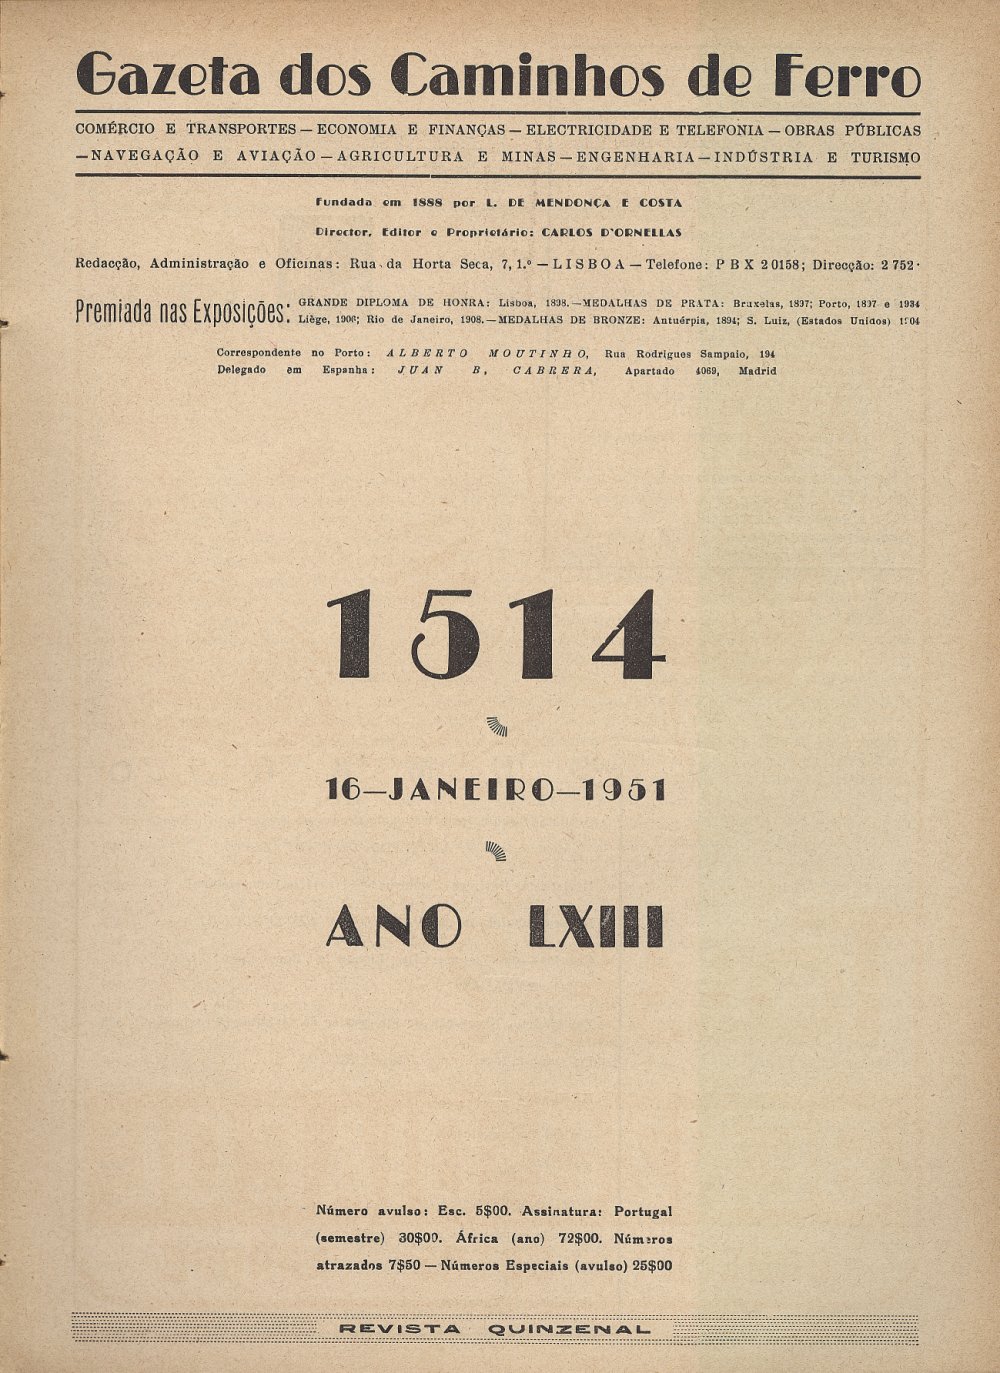 Gazeta dos Caminhos de Ferro
COMÉRCIO E TRANSPORTES — ECONOMIA E FINANÇAS — ELECTRICIDADE E TELEFONIA — OBRAS PÚBLICAS
— NAVEGAÇÃO E AVIAÇÃO — AGRICULTURA E MINAS — ENGENHARIA — INDÚSTRIA E TURISMO
Fundada em 1888 por L. DE MENDONÇA E COSTA
Director, Editor e Proprietário: CARLOS D'ORNELLAS
Redacção, Administração e Oficinas: Rua da Horta Seca, 7, 1.º — LISBOA — Telefone: P B X 20158; Direcção: 2 752
Premiada nas Exposições:
GRANDE DIPLOMA DE HONRA: Lisboa, 1898. — MEDALHAS DE PRATA: Bruxelas, 1897; Porto, 1897 e 1934
Liège, 1906; Rio de Janeiro, 1908. — MEDALHAS DE BRONZE: Antuérpia, 1894; S. Luiz, (Estados Unidos) 1904
Correspondente no Porto: ALBERTO MOUTINHO, Rua Rodrigues Sampaio, 194
Delegado em Espanha: JUAN B, CABRERA, Apartado 4069, Madrid
1514
16—JANEIRO—1951
ANO LXIII
Número avulso: Esc. 5$00. Assinatura: Portugal
(semestre) 30$00. África (ano) 72$00. Números
atrazados 7$50 — Números Especiais (avulso) 25$00
REVISTA QUINZENAL